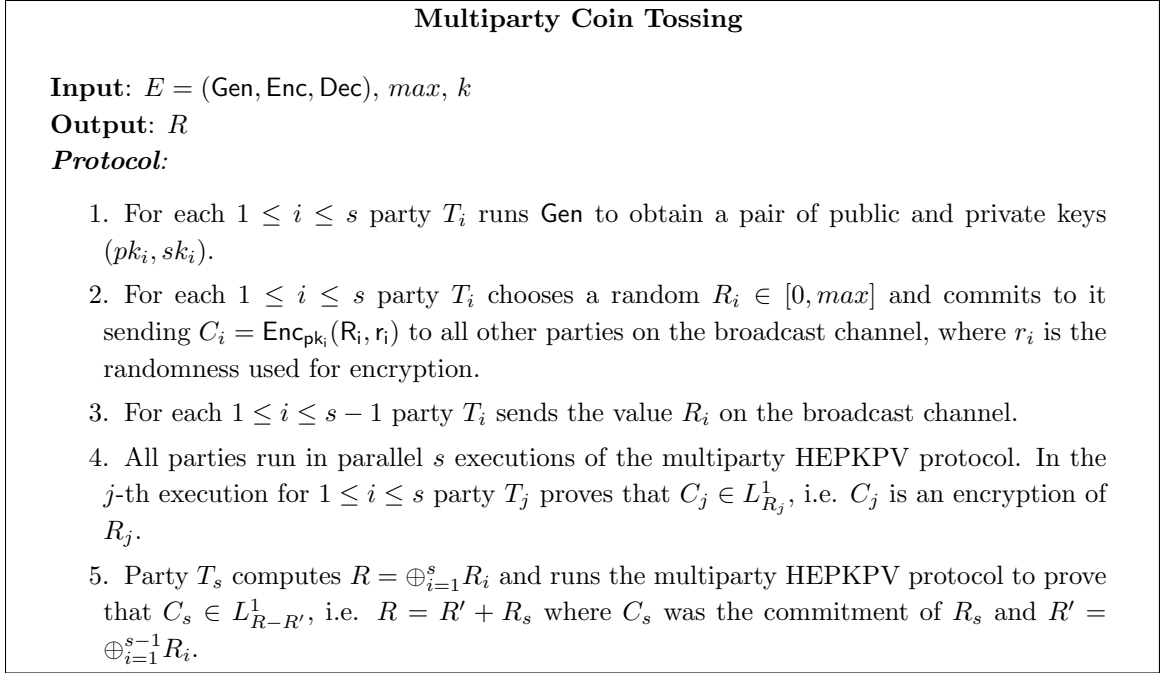 Multiparty Coin Tossing
Input: E = (Gen, Enc, Dec), max, k
Output: R
Protocol:
1. For each 1 ≤ i ≤ s party T_i runs Gen to obtain a pair of public and private keys
(pk_i, sk_i).
2. For each 1 ≤ i ≤ s party T_i chooses a random R_i ∈ [0, max] and commits to it
sending C_i = Enc_{pk_i}(R_i, r_i) to all other parties on the broadcast channel, where r_i is the
randomness used for encryption.
3. For each 1 ≤ i ≤ s − 1 party T_i sends the value R_i on the broadcast channel.
4. All parties run in parallel s executions of the multiparty HEPKPV protocol. In the
j-th execution for 1 ≤ i ≤ s party T_j proves that C_j ∈ L^1_{R_j}, i.e. C_j is an encryption of
R_j.
5. Party T_s computes R = ⊕_{i=1}^s R_i and runs the multiparty HEPKPV protocol to prove
that C_s ∈ L^1_{R−R′}, i.e. R = R′ + R_s where C_s was the commitment of R_s and R′ =
⊕_{i=1}^{s−1} R_i.